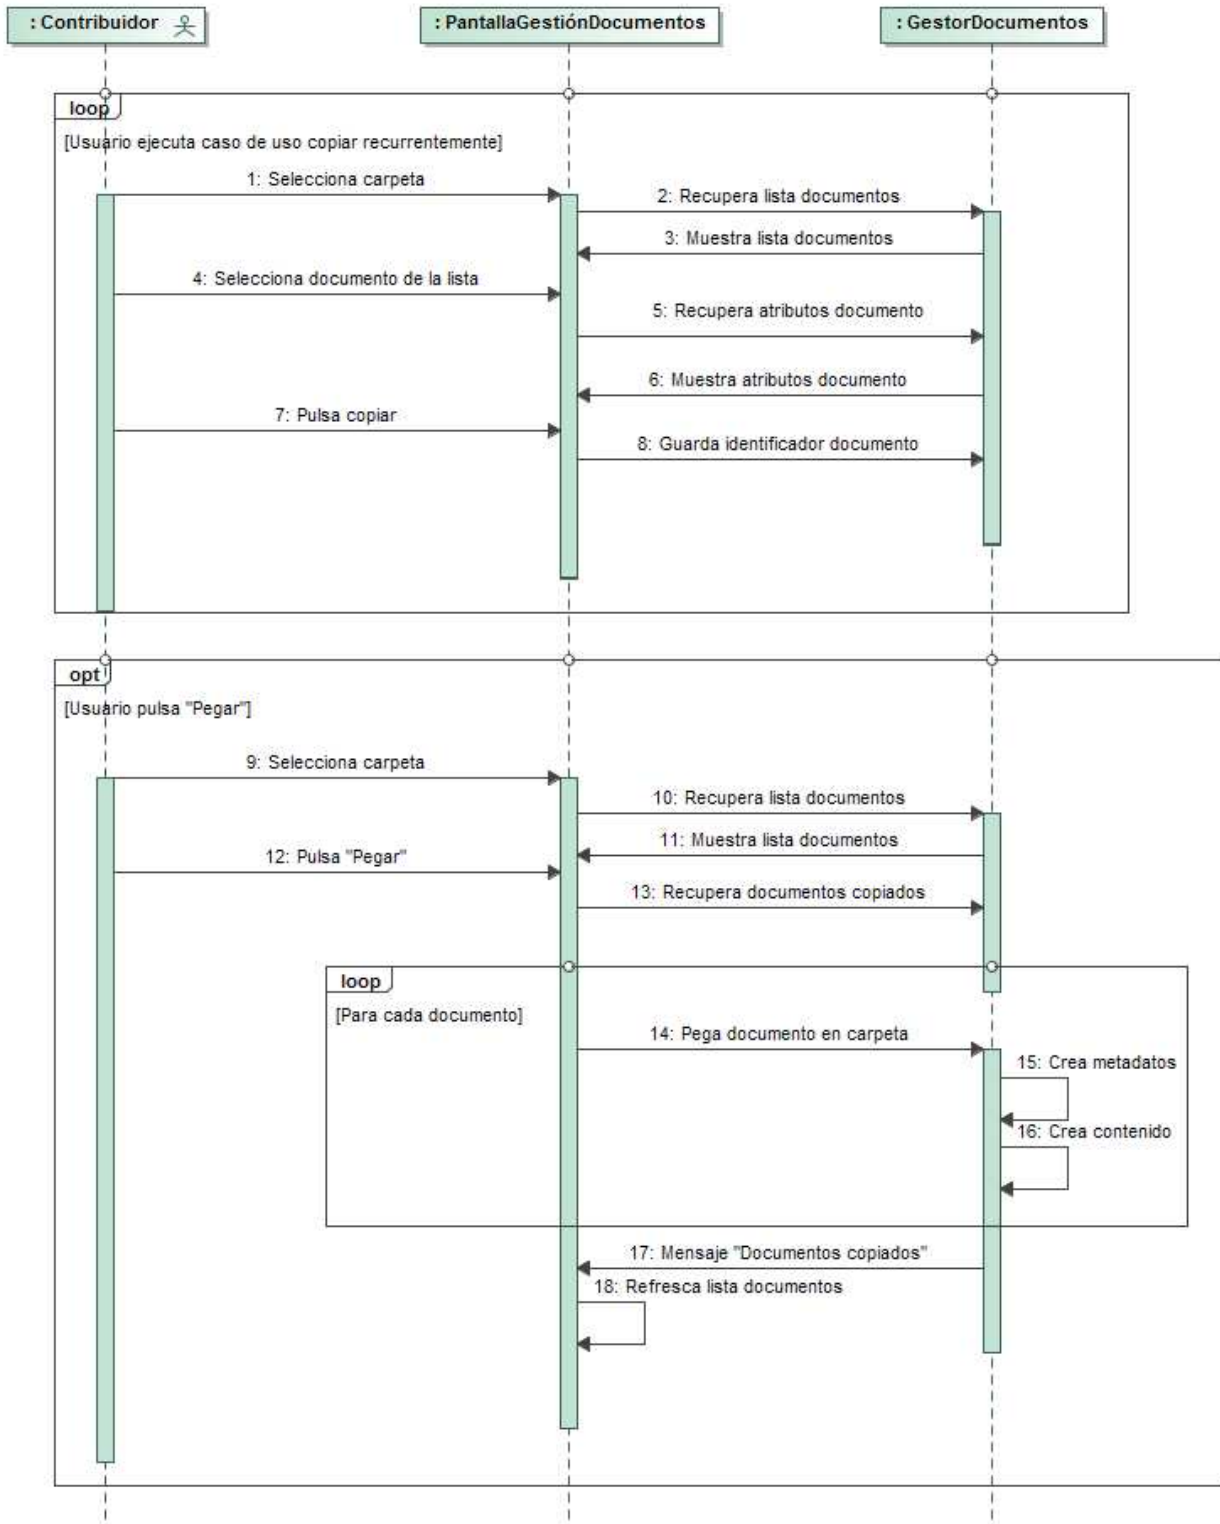 : Contribuidor
: PantallaGestiónDocumentos
: GestorDocumentos
loop
[Usuario ejecuta caso de uso copiar recurrentemente]
1: Selecciona carpeta
2: Recupera lista documentos
3: Muestra lista documentos
4: Selecciona documento de la lista
5: Recupera atributos documento
6: Muestra atributos documento
7: Pulsa copiar
8: Guarda identificador documento
opt
[Usuario pulsa "Pegar"]
9: Selecciona carpeta
10: Recupera lista documentos
11: Muestra lista documentos
12: Pulsa "Pegar"
13: Recupera documentos copiados
loop
[Para cada documento]
14: Pega documento en carpeta
15: Crea metadatos
16: Crea contenido
17: Mensaje "Documentos copiados"
18: Refresca lista documentos